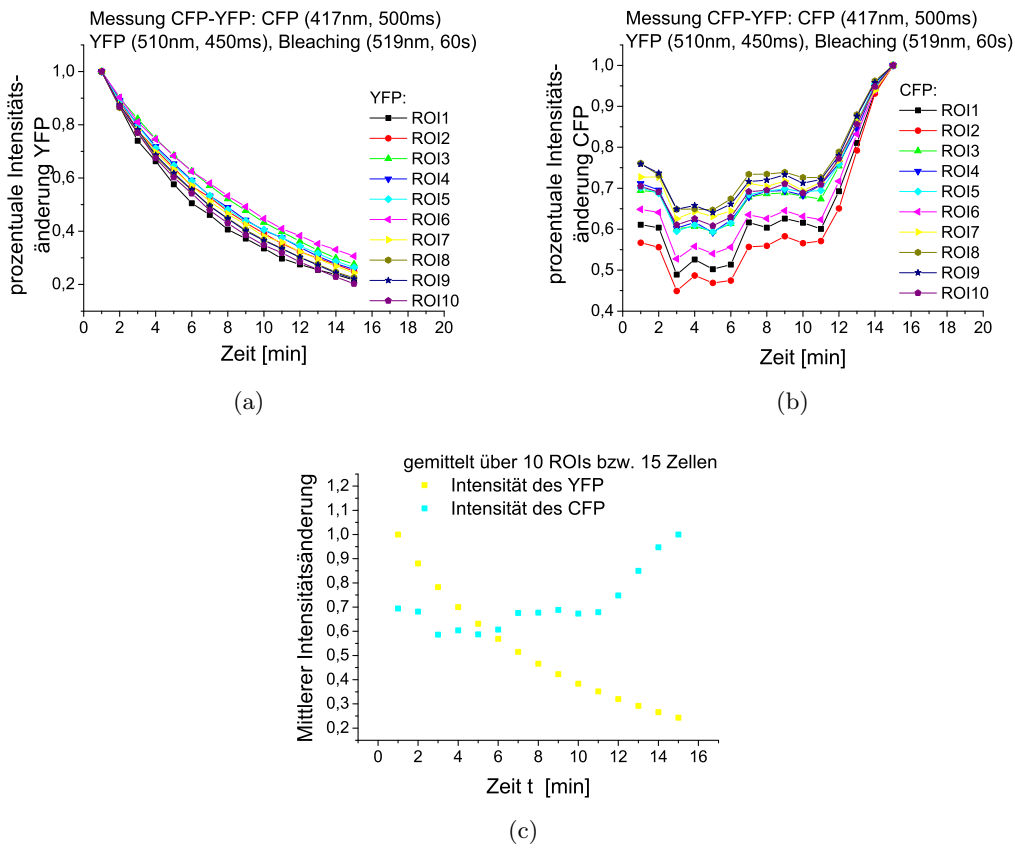 Messung CFP-YFP: CFP (417nm, 500ms)
YFP (510nm, 450ms), Bleaching (519nm, 60s)
prozentuale Intensitäts-
änderung YFP
1,0
0,8
0,6
0,4
0,2
0 2 4 6 8 10 12 14 16 18 20
Zeit [min]
YFP:
ROI1
ROI2
ROI3
ROI4
ROI5
ROI6
ROI7
ROI8
ROI9
ROI10
(a)
Messung CFP-YFP: CFP (417nm, 500ms)
YFP (510nm, 450ms), Bleaching (519nm, 60s)
prozentuale Intensitäts-
änderung CFP
1,0
0,9
0,8
0,7
0,6
0,5
0,4
0 2 4 6 8 10 12 14 16 18 20
Zeit [min]
CFP:
ROI1
ROI2
ROI3
ROI4
ROI5
ROI6
ROI7
ROI8
ROI9
ROI10
(b)
gemittelt über 10 ROIs bzw. 15 Zellen
Intensität des YFP
Intensität des CFP
Mittlerer Intensitätsänderung
1,2
1,1
1,0
0,9
0,8
0,7
0,6
0,5
0,4
0,3
0,2
0 2 4 6 8 10 12 14 16
Zeit t [min]
(c)